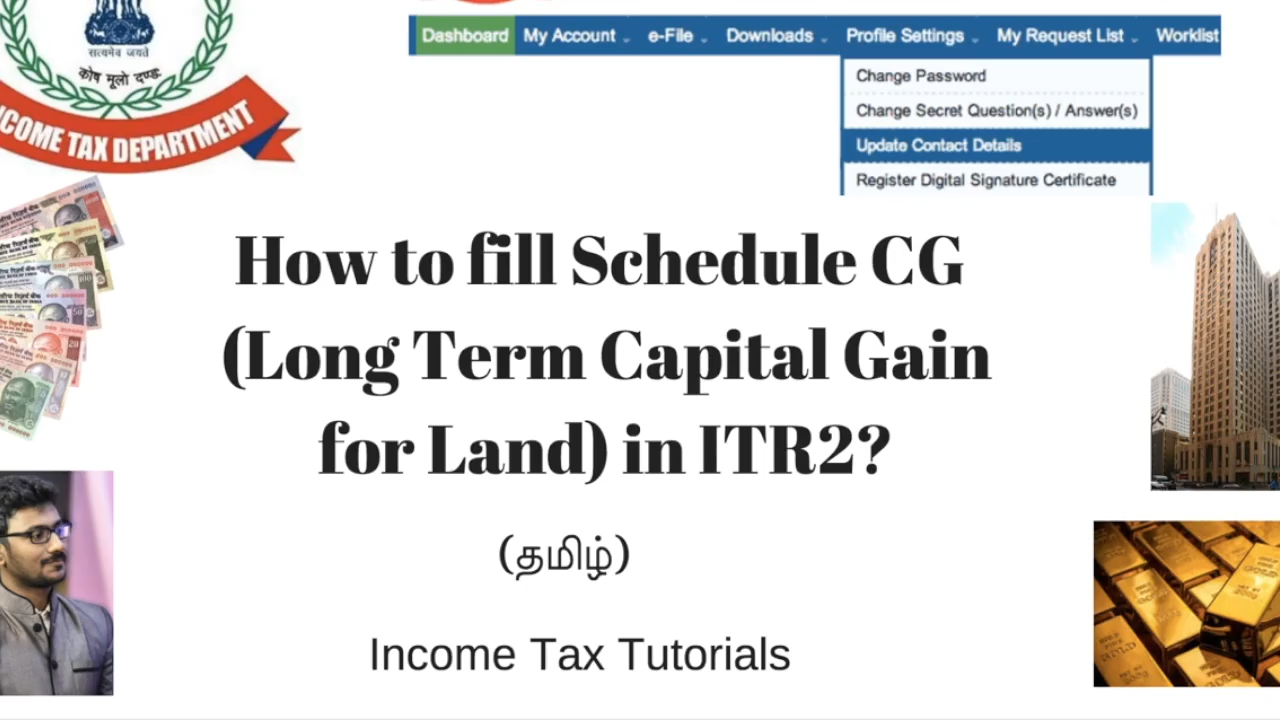 सत्यमेव जयते
कोष मूलो दण्डः
INCOME TAX DEPARTMENT
Dashboard My Account e-File Downloads Profile Settings My Request List Worklist
Change Password
Change Secret Question(s) / Answer(s)
Update Contact Details
Register Digital Signature Certificate
How to fill Schedule CG
(Long Term Capital Gain
for Land) in ITR2?
(தமிழ்)
Income Tax Tutorials